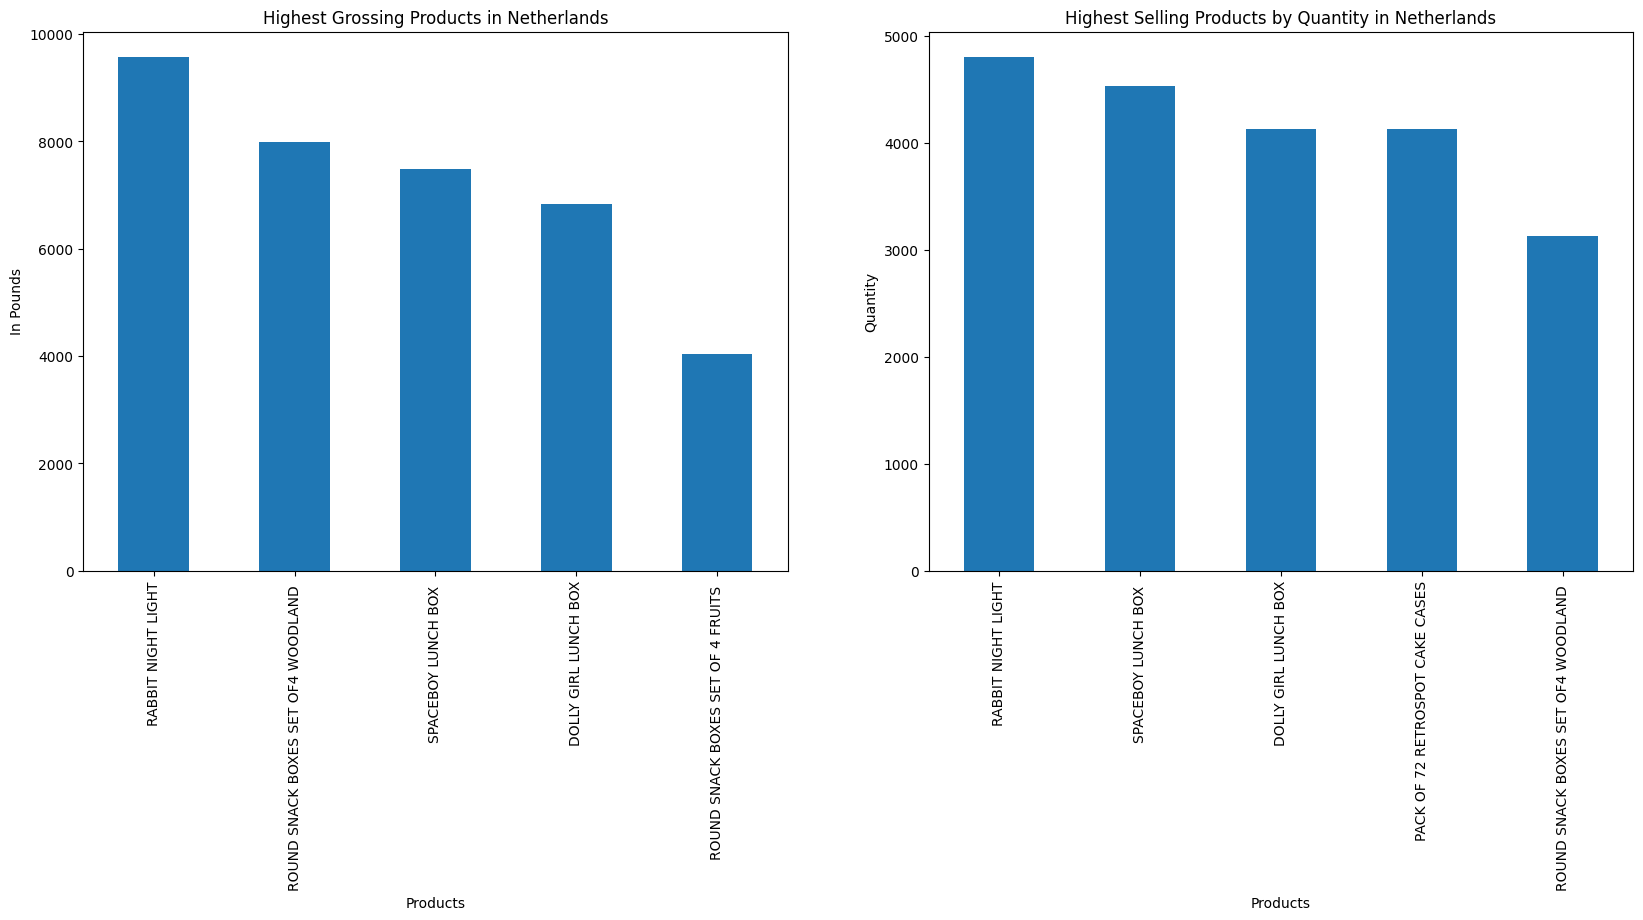 Highest Grossing Products in Netherlands
10000
8000
6000
4000
2000
0
In Pounds
RABBIT NIGHT LIGHT
ROUND SNACK BOXES SET OF4 WOODLAND
SPACEBOY LUNCH BOX
DOLLY GIRL LUNCH BOX
ROUND SNACK BOXES SET OF 4 FRUITS
Products
Highest Selling Products by Quantity in Netherlands
5000
4000
3000
2000
1000
0
Quantity
RABBIT NIGHT LIGHT
SPACEBOY LUNCH BOX
DOLLY GIRL LUNCH BOX
PACK OF 72 RETROSPOT CAKE CASES
ROUND SNACK BOXES SET OF4 WOODLAND
Products